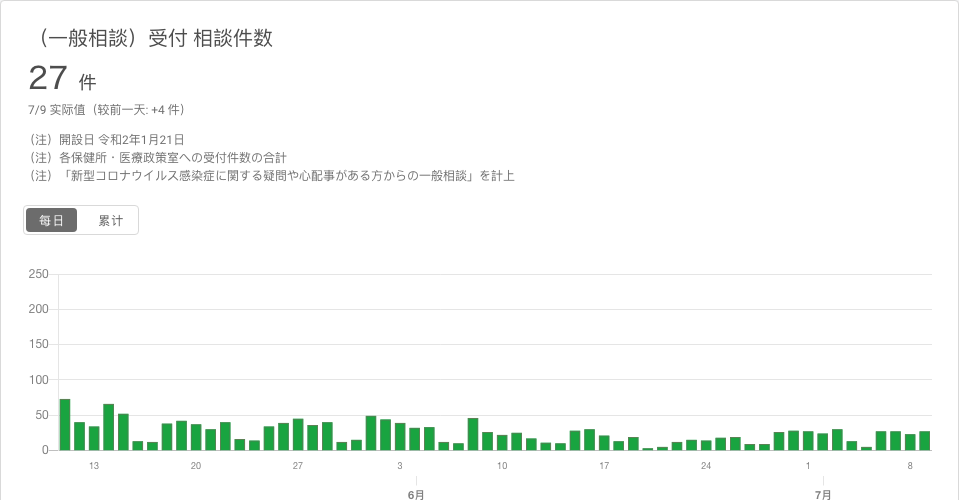 （一般相談）受付 相談件数
27 件
7/9 实际值（较前一天: +4 件）
（注）開設日 令和2年1月21日
（注）各保健所・医療政策室への受付件数の合計
（注）「新型コロナウイルス感染症に関する疑問や心配事がある方からの一般相談」を計上
每日 累计
250
200
150
100
50
0
13 20 27 3 10 17 24 1 8
6月 7月